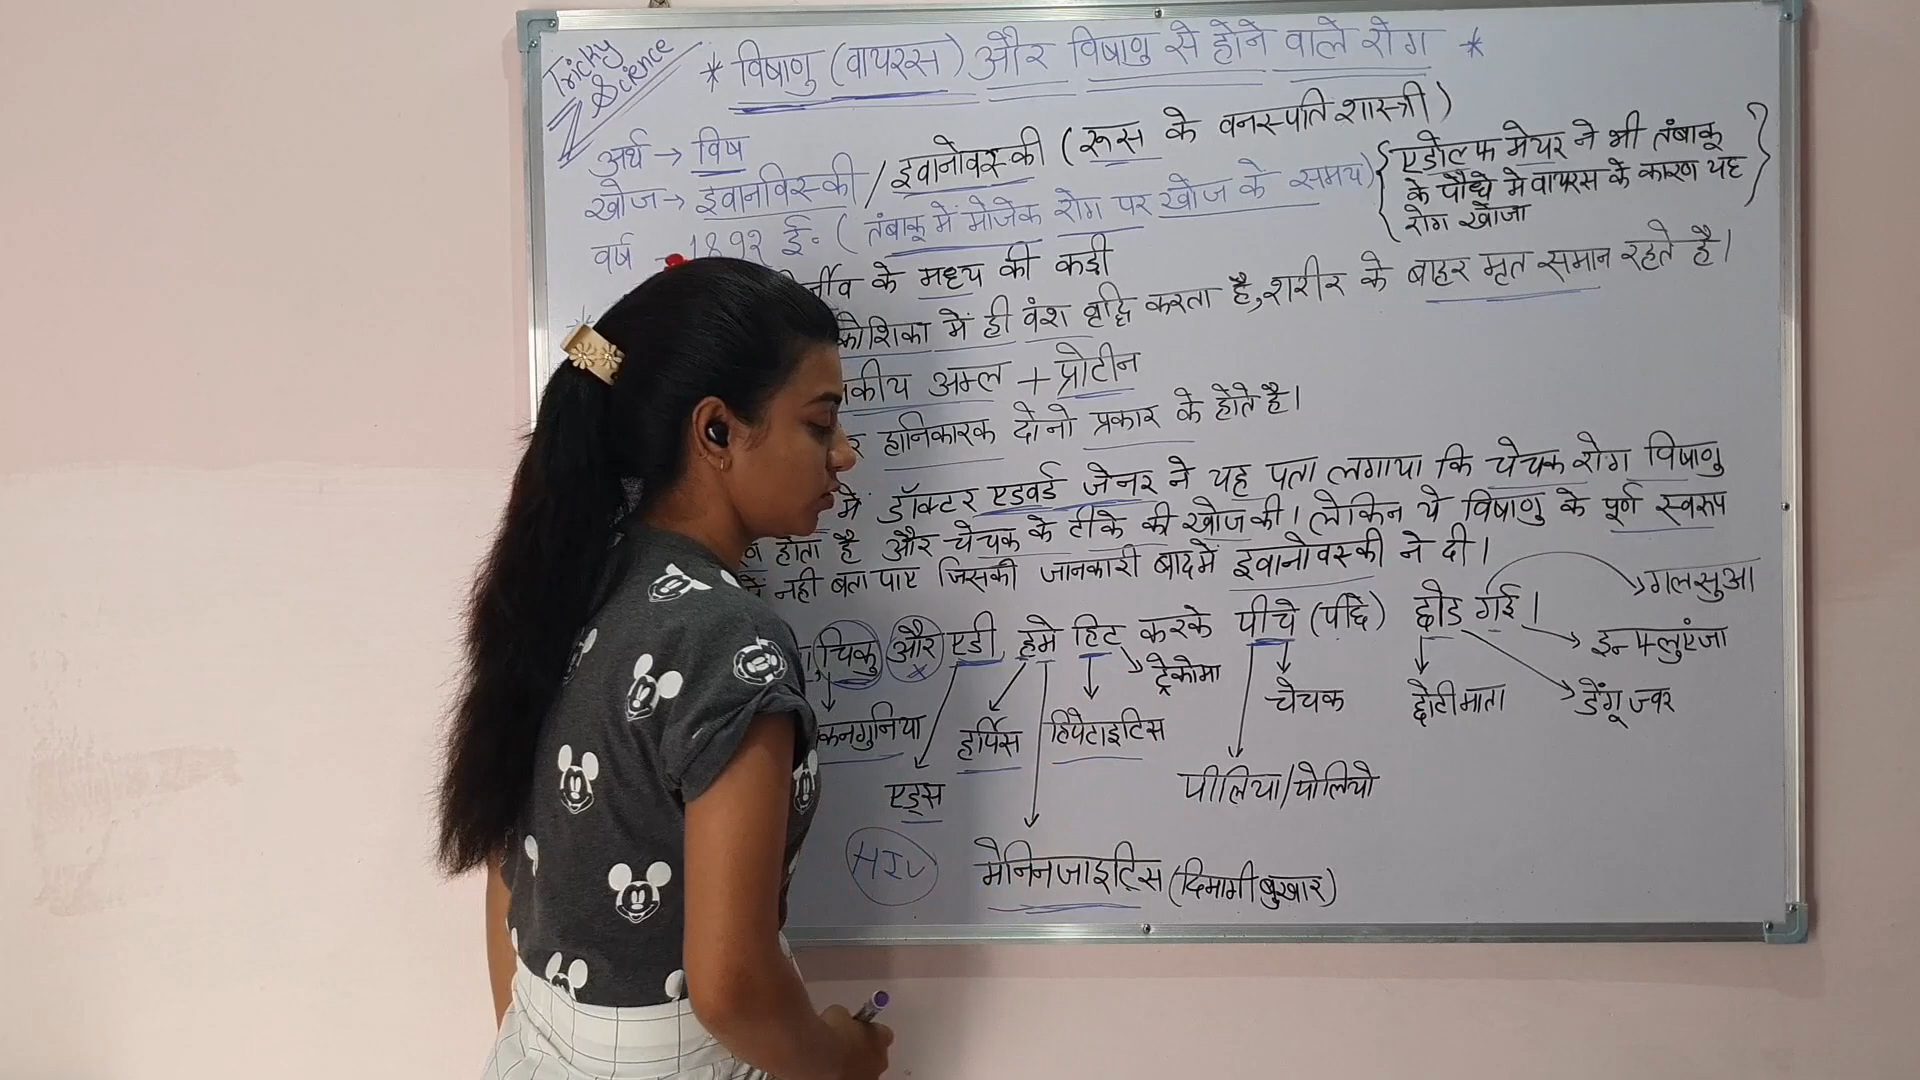 Tricky Science
* विषाणु (वायरस) और विषाणु से होने वाले रोग *
अर्थ → विष
खोज → इवानविस्की / इवानोवस्की (रूस के वनस्पति शास्त्री)
वर्ष → 1892 ई॰ (तंबाकू में मोजेक रोग पर खोज के समय)
{एडोल्फ मेयर ने भी तंबाकू
के पौधे मे वायरस के कारण यह
रोग खोजा}
के मध्य की कड़ी
कोशिका में ही वंश वृद्धि करता है, शरीर के बाहर मृत समान रहते है।
अम्ल + प्रोटीन
हानिकारक दोनो प्रकार के होते है।
में डॉक्टर एडवर्ड जेनर ने यह पता लगाया कि चेचक रोग विषाणु
होता है और चेचक के टीके की खोज की। लेकिन ये विषाणु के पूर्ण स्वरूप
नही बता पाए जिसकी जानकारी बाद में इवानोवस्की ने दी।
चिकु और एडी, हमे हिट करके पीचे (पीछे) छोड गई।
गलसुआ
इन्फ्लुएंजा
ट्रेकोमा
चेचक
छोटी माता
डेंगू ज्वर
हर्पिस
हिपेटाइटिस
एड्स
पीलिया/पोलियो
HIV
मेनिनजाइटिस (दिमागी बुखार)